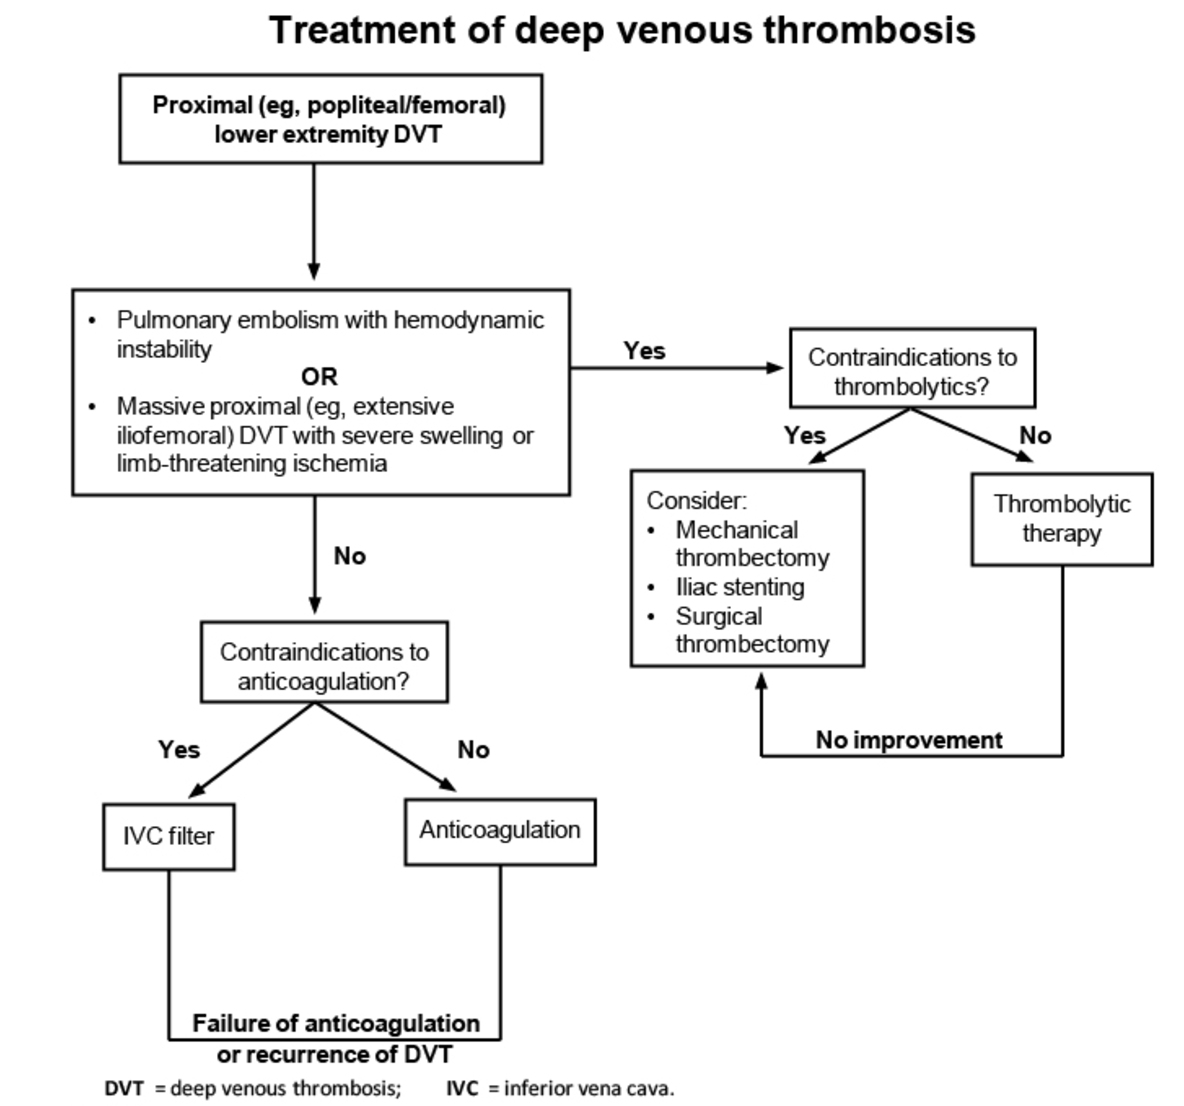 Treatment of deep venous thrombosis
Proximal (eg, popliteal/femoral)
lower extremity DVT
• Pulmonary embolism with hemodynamic
instability
OR
• Massive proximal (eg, extensive
iliofemoral) DVT with severe swelling or
limb-threatening ischemia
Yes
Contraindications to
thrombolytics?
Yes
No
Consider:
• Mechanical
thrombectomy
• Iliac stenting
• Surgical
thrombectomy
Thrombolytic
therapy
No improvement
No
Contraindications to
anticoagulation?
Yes
No
IVC filter
Anticoagulation
Failure of anticoagulation
or recurrence of DVT
DVT = deep venous thrombosis; IVC = inferior vena cava.